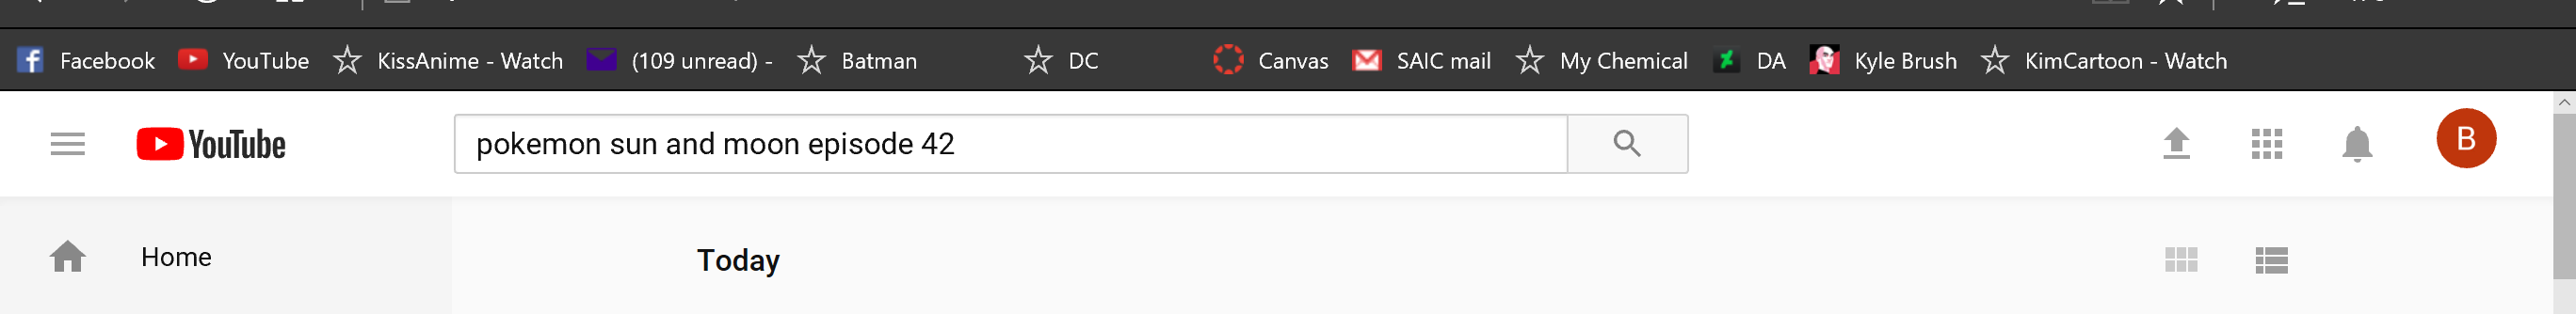 Facebook YouTube KissAnime - Watch (109 unread) - Batman DC Canvas SAIC mail My Chemical DA Kyle Brush KimCartoon - Watch
YouTube pokemon sun and moon episode 42 B
Home Today